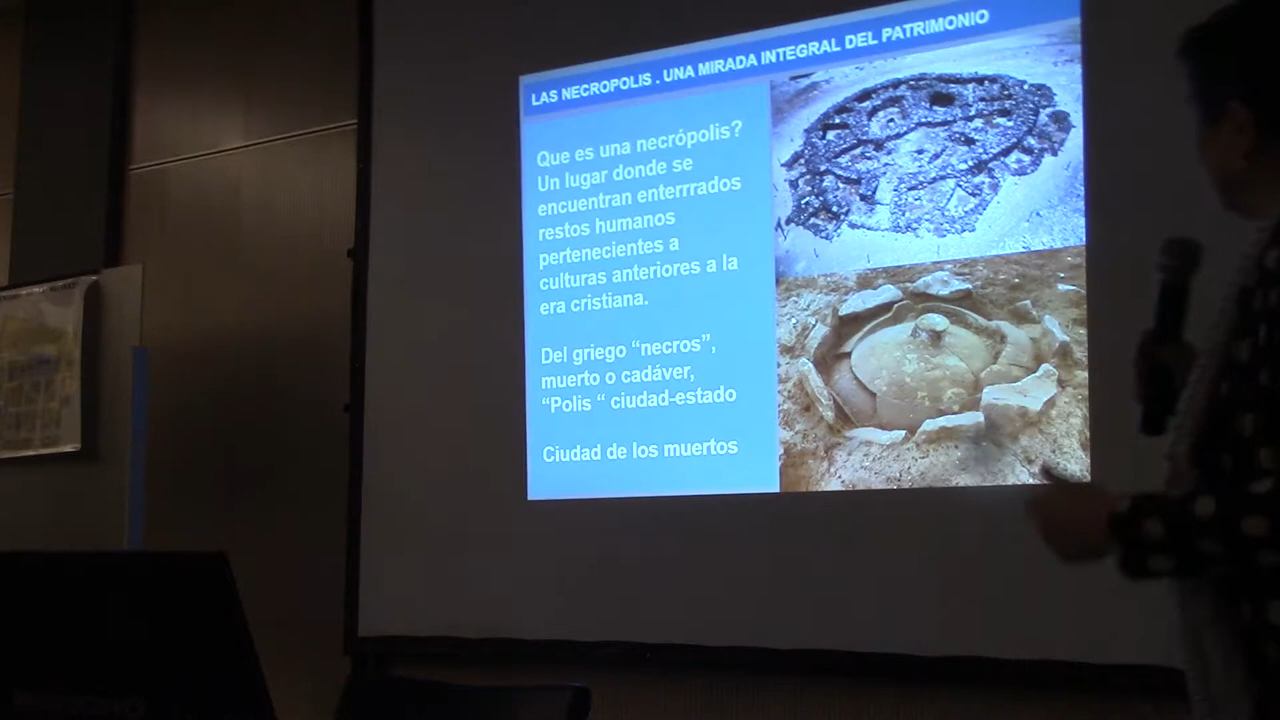 LAS NECROPOLIS . UNA MIRADA INTEGRAL DEL PATRIMONIO
Que es una necrópolis?
Un lugar donde se
encuentran enterrrados
restos humanos
pertenecientes a
culturas anteriores a la
era cristiana.
Del griego “necros”,
muerto o cadáver,
“Polis “ ciudad-estado
Ciudad de los muertos